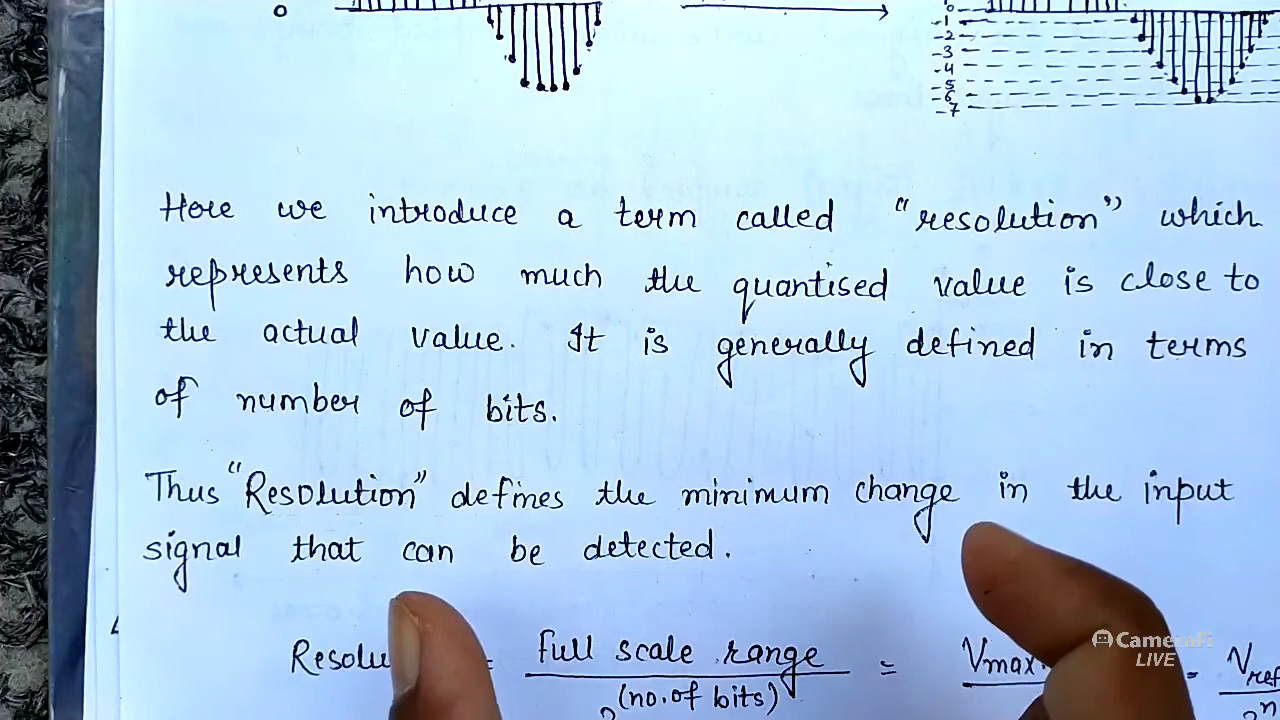 0
0
-1
-2
-3
-4
-5
-6
-7
Here we introduce a term called "resolution" which
represents how much the quantised value is close to
the actual value. It is generally defined in terms
of number of bits.
Thus "Resolution" defines the minimum change in the input
signal that can be detected.
= full scale range = Vmax = Vref
2(no. of bits) 2n
CameraFi
LIVE